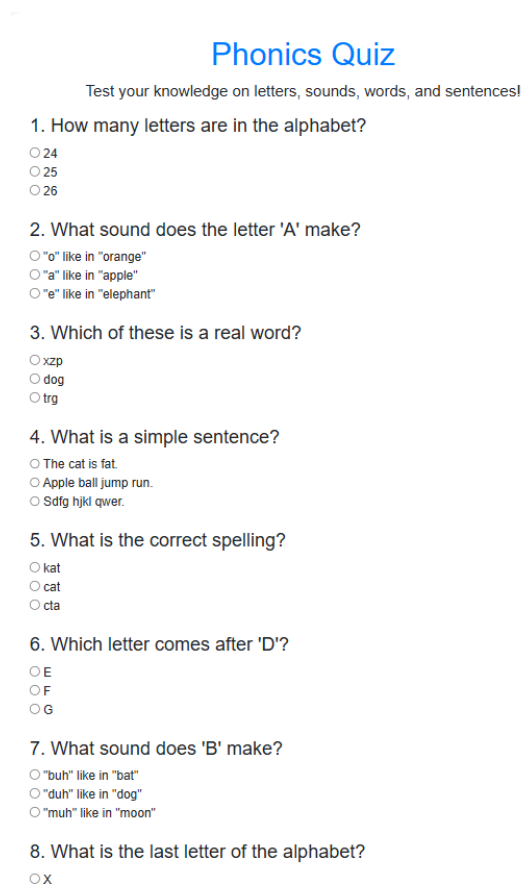 Phonics Quiz
Test your knowledge on letters, sounds, words, and sentences!
1. How many letters are in the alphabet?
24
25
26
2. What sound does the letter 'A' make?
"o" like in "orange"
"a" like in "apple"
"e" like in "elephant"
3. Which of these is a real word?
xzp
dog
trg
4. What is a simple sentence?
The cat is fat.
Apple ball jump run.
Sdfg hjkl qwer.
5. What is the correct spelling?
kat
cat
cta
6. Which letter comes after 'D'?
E
F
G
7. What sound does 'B' make?
"buh" like in "bat"
"duh" like in "dog"
"muh" like in "moon"
8. What is the last letter of the alphabet?
X